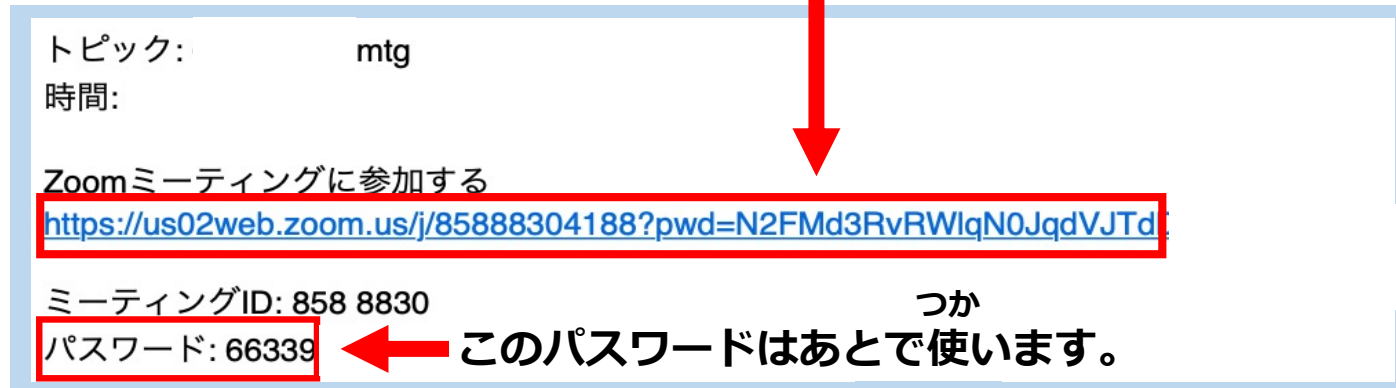 トピック: mtg
時間:
Zoomミーティングに参加する
https://us02web.zoom.us/j/85888304188?pwd=N2FMd3RvRWlqN0JqdVJTd
ミーティングID: 858 8830
つか
パスワード: 66339
このパスワードはあとで使います。